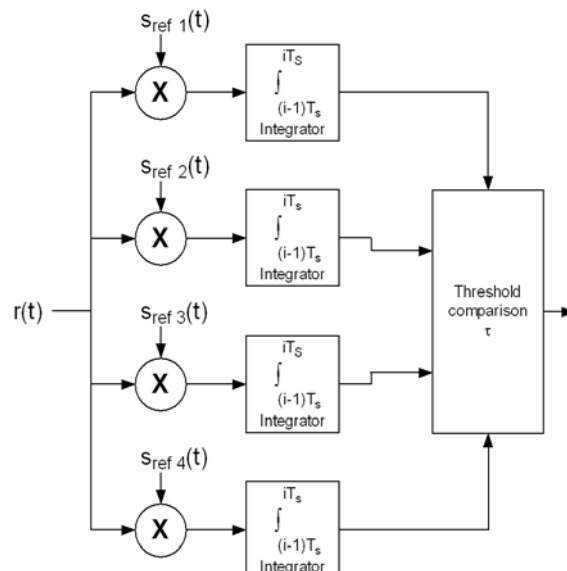 s_ref 1(t)
X
iT_S
∫
(i-1)T_s
Integrator
s_ref 2(t)
X
iT_s
∫
(i-1)T_s
Integrator
r(t)
Threshold
comparison
τ
s_ref 3(t)
X
iT_S
∫
(i-1)T_s
Integrator
s_ref 4(t)
X
iT_s
∫
(i-1)T_s
Integrator